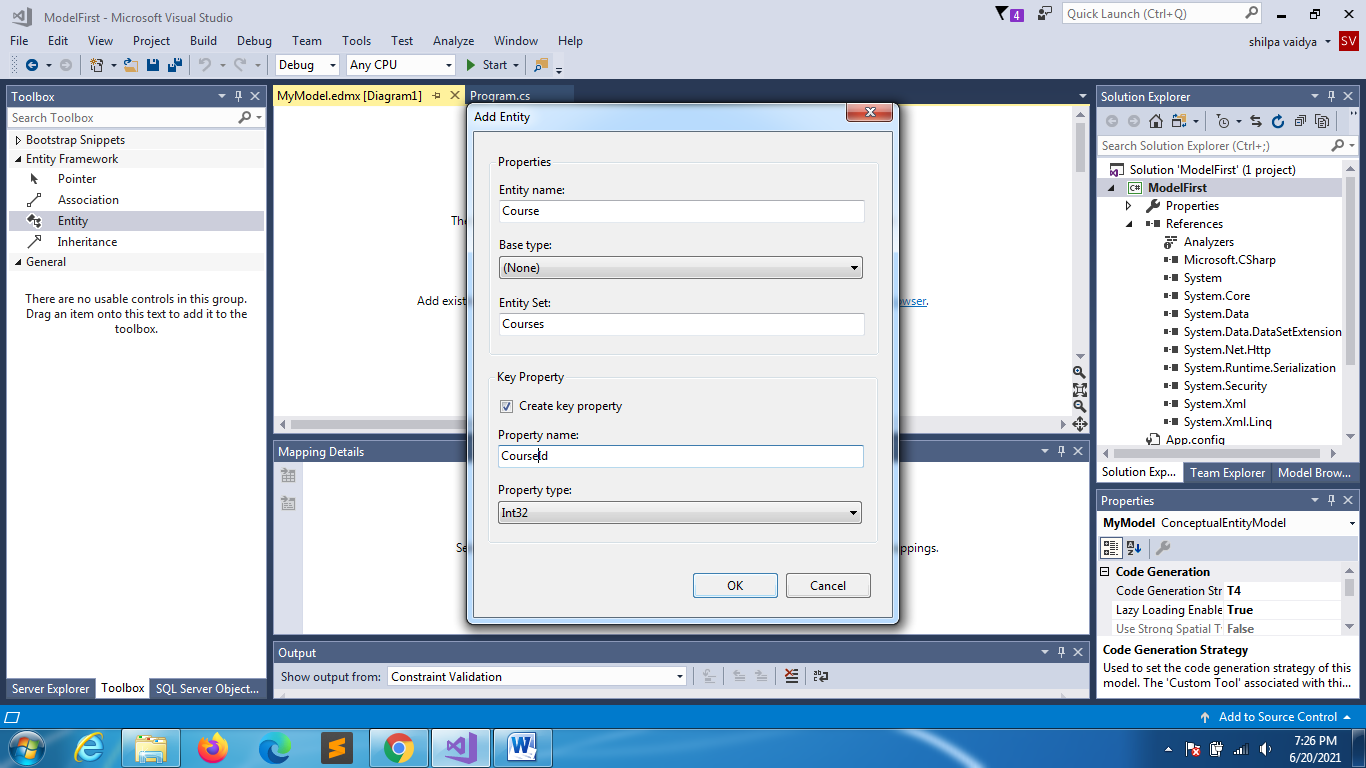 ModelFirst - Microsoft Visual Studio
4
Quick Launch (Ctrl+Q)
File Edit View Project Build Debug Team Tools Test Analyze Window Help
shilpa vaidya
SV
Debug
Any CPU
Start
Toolbox
Search Toolbox
Bootstrap Snippets
Entity Framework
Pointer
Association
Entity
Inheritance
General
There are no usable controls in this group.
Drag an item onto this text to add it to the
toolbox.
Server Explorer Toolbox SQL Server Object...
MyModel.edmx [Diagram1]
Program.cs
The
Add exist
wser.
Add Entity
Properties
Entity name:
Course
Base type:
(None)
Entity Set:
Courses
Key Property
Create key property
Property name:
CourseId
Property type:
Int32
OK
Cancel
Mapping Details
Se
ppings.
Output
Show output from: Constraint Validation
Solution Explorer
Search Solution Explorer (Ctrl+;)
Solution 'ModelFirst' (1 project)
C# ModelFirst
Properties
References
Analyzers
Microsoft.CSharp
System
System.Core
System.Data
System.Data.DataSetExtension
System.Net.Http
System.Runtime.Serialization
System.Security
System.Xml
System.Xml.Linq
App.config
Solution Exp... Team Explorer Model Brow...
Properties
MyModel ConceptualEntityModel
Code Generation
Code Generation Str T4
Lazy Loading Enable True
Use Strong Spatial T False
Code Generation Strategy
Used to set the code generation strategy of this
model. The 'Custom Tool' associated with thi...
Add to Source Control
7:26 PM
6/20/2021